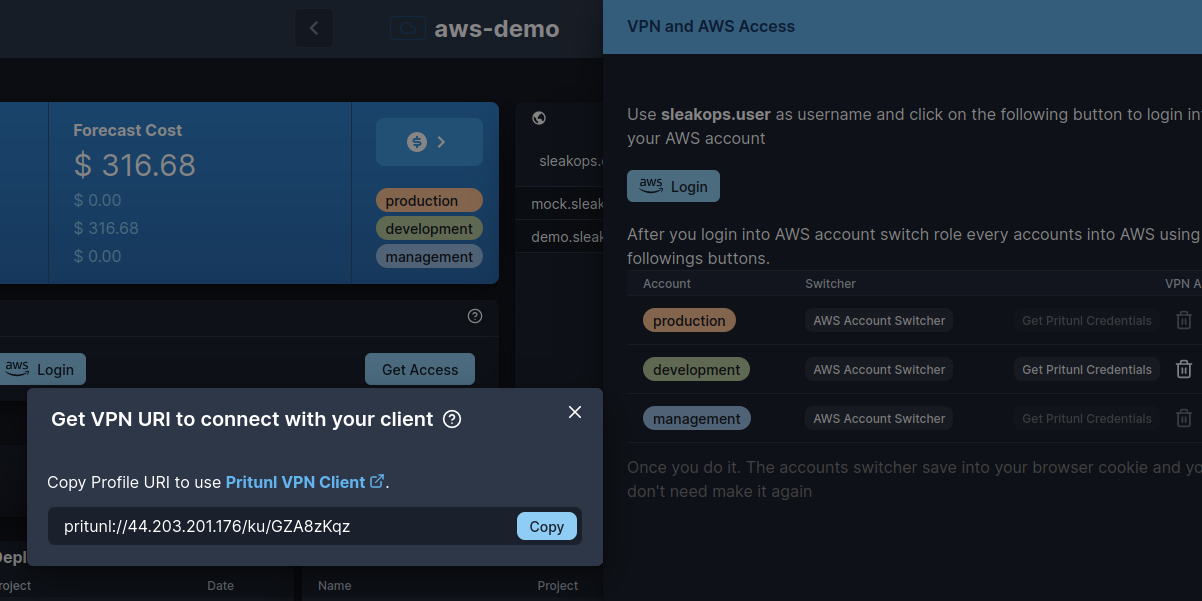 aws-demo
Forecast Cost
$ 316.68
$ 0.00
$ 316.68
$ 0.00
$
production
development
management
sleakops.
mock.sleak
demo.sleak
aws Login
Get Access
Get VPN URI to connect with your client ?
Copy Profile URI to use Pritunl VPN Client.
pritunl://44.203.201.176/ku/GZA8zKqz
Copy
Depl
roject
Date
Name
Project
VPN and AWS Access
Use sleakops.user as username and click on the following button to login in
your AWS account
aws Login
After you login into AWS account switch role every accounts into AWS using
followings buttons.
Account Switcher VPN A
production AWS Account Switcher Get Pritunl Credentials
development AWS Account Switcher Get Pritunl Credentials
management AWS Account Switcher Get Pritunl Credentials
Once you do it. The accounts switcher save into your browser cookie and yo
don't need make it again